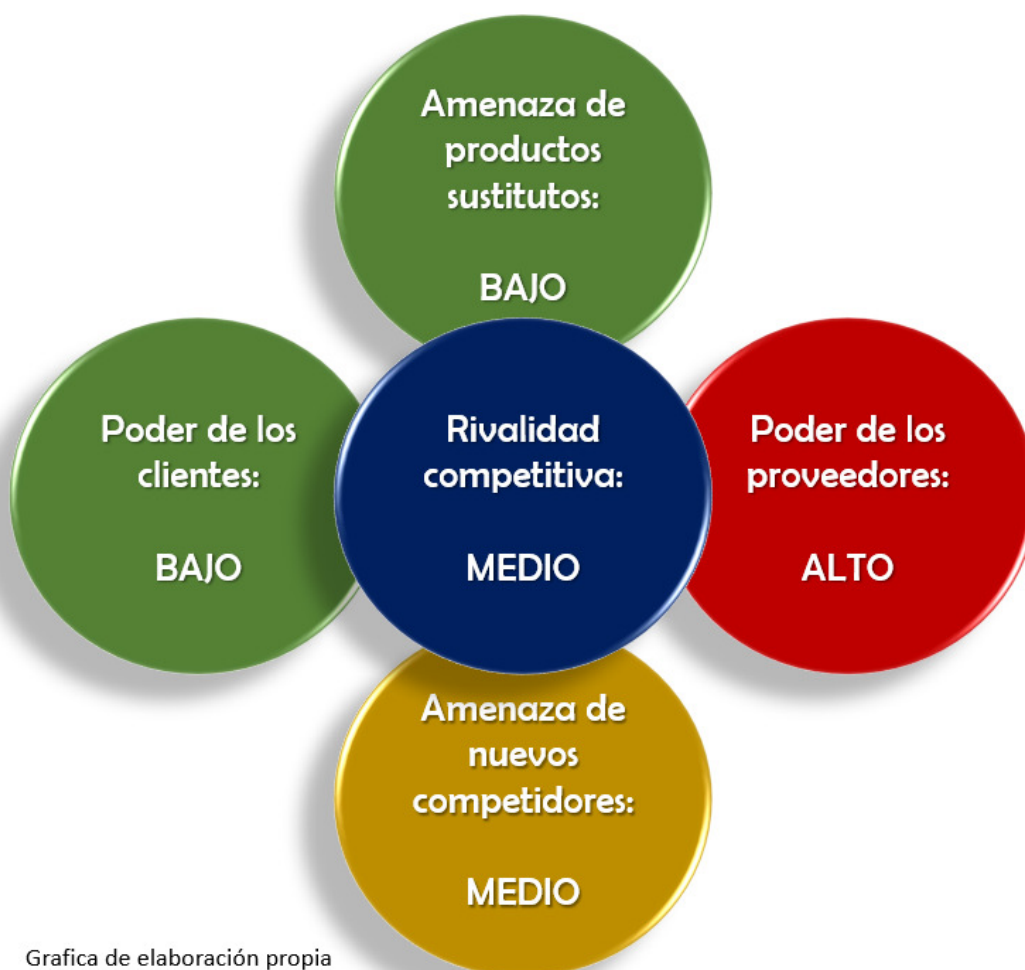 Amenaza de
productos
sustitutos:
BAJO
Poder de los
clientes:
BAJO
Rivalidad
competitiva:
MEDIO
Poder de los
proveedores:
ALTO
Amenaza de
nuevos
competidores:
MEDIO
Grafica de elaboración propia